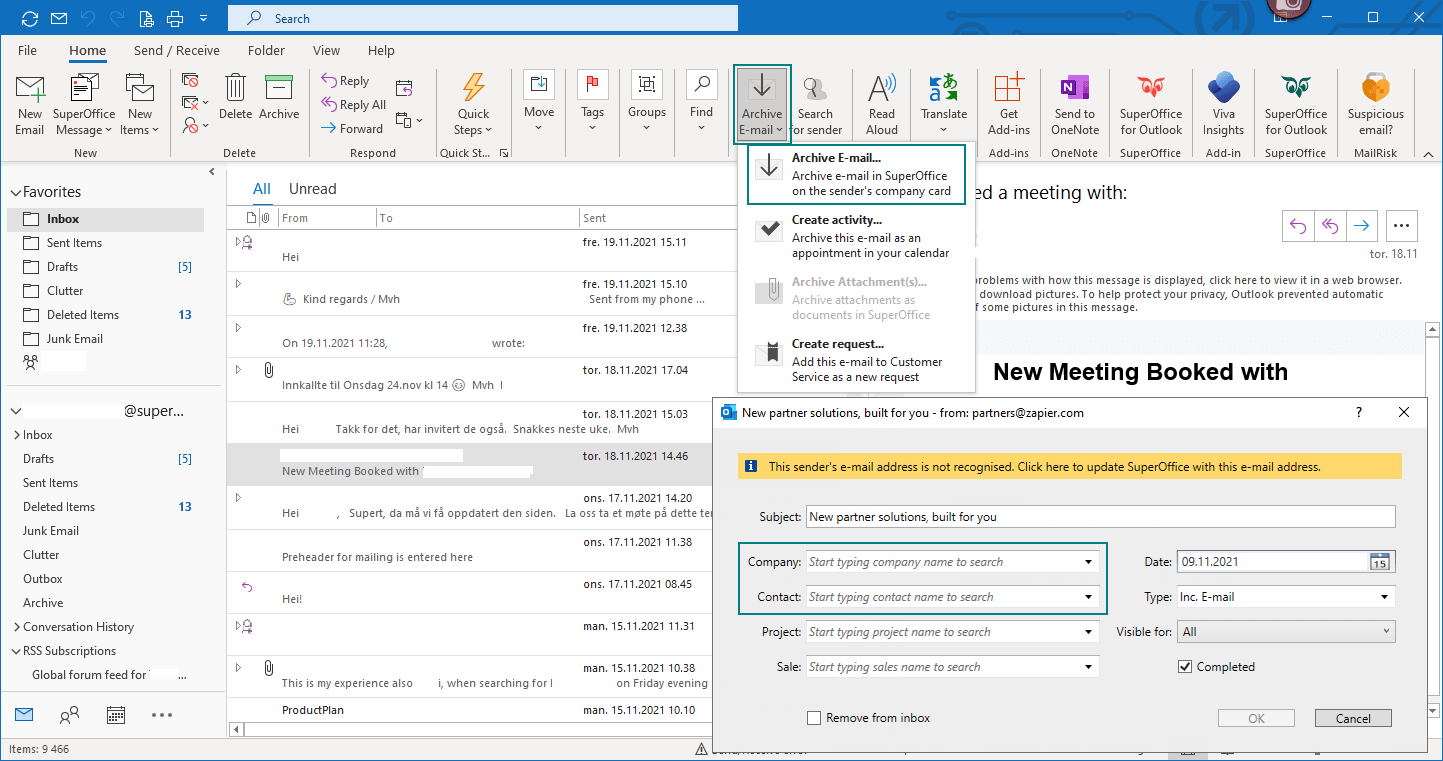 Search
File Home Send / Receive Folder View Help
New Email
SuperOffice Message
New Items
New
Delete
Archive
Delete
Reply
Reply All
Forward
Respond
Quick Steps
Quick St...
Move
Tags
Groups
Find
Archive E-mail
Search for sender
Read Aloud
Translate
Get Add-ins
Add-ins
Send to OneNote
OneNote
SuperOffice for Outlook
SuperOffice
Viva Insights
Add-in
SuperOffice for Outlook
SuperOffice
Suspicious email?
MailRisk
Archive E-mail...
Archive e-mail in SuperOffice
on the sender's company card
Create activity...
Archive this e-mail as an
appointment in your calendar
Archive Attachment(s)...
Archive attachments as
documents in SuperOffice
Create request...
Add this e-mail to Customer
Service as a new request
Favorites
Inbox
Sent Items
Drafts [5]
Clutter
Deleted Items 13
Junk Email
@super...
Inbox
Drafts [5]
Sent Items
Deleted Items 13
Junk Email
Clutter
Outbox
Archive
Conversation History
RSS Subscriptions
Global forum feed for ...
Items: 9 466
All Unread
From To Sent
fre. 19.11.2021 15.11
Hei
fre. 19.11.2021 15.10
Kind regards / Mvh Sent from my phone ...
fre. 19.11.2021 12.38
On 19.11.2021 11:28, wrote:
tor. 18.11.2021 17.04
Innkallte til Onsdag 24.nov kl 14 Mvh I
tor. 18.11.2021 15.03
Hei Takk for det, har invitert de også. Snakkes neste uke. Mvh
tor. 18.11.2021 14.46
New Meeting Booked with
ons. 17.11.2021 14.20
Hei , Supert, da må vi få oppdatert den siden. La oss ta et møte på dette ter
ons. 17.11.2021 11.38
Preheader for mailing is entered here
ons. 17.11.2021 08.45
Hei!
man. 15.11.2021 11.31
man. 15.11.2021 10.38
This is my experience also i, when searching for I on Friday evening
ProductPlan man. 15.11.2021 10.10
ed a meeting with:
tor. 18.11
problems with how this message is displayed, click here to view it in a web browser.
download pictures. To help protect your privacy, Outlook prevented automatic
f some pictures in this message.
New Meeting Booked with
New partner solutions, built for you - from: partners@zapier.com ?
This sender's e-mail address is not recognised. Click here to update SuperOffice with this e-mail address.
Subject: New partner solutions, built for you
Company: Start typing company name to search
Date: 09.11.2021 15
Contact: Start typing contact name to search
Type: Inc. E-mail
Project: Start typing project name to search
Visible for: All
Sale: Start typing sales name to search
Completed
Remove from inbox
OK Cancel